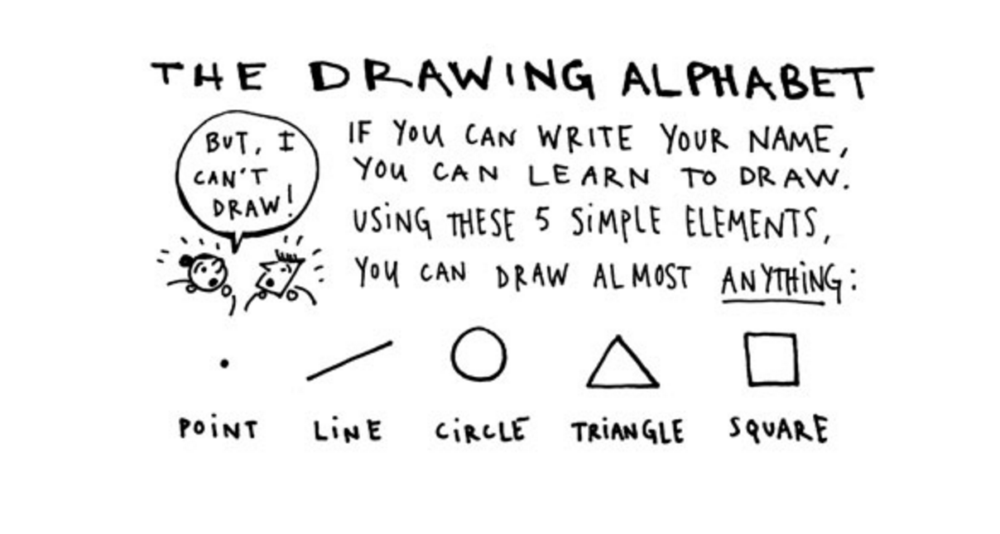 THE DRAWING ALPHABET
BUT, I
CAN'T
DRAW!
IF YOU CAN WRITE YOUR NAME,
YOU CAN LEARN TO DRAW.
USING THESE 5 SIMPLE ELEMENTS,
YOU CAN DRAW ALMOST ANYTHING:
POINT LINE CIRCLE TRIANGLE SQUARE